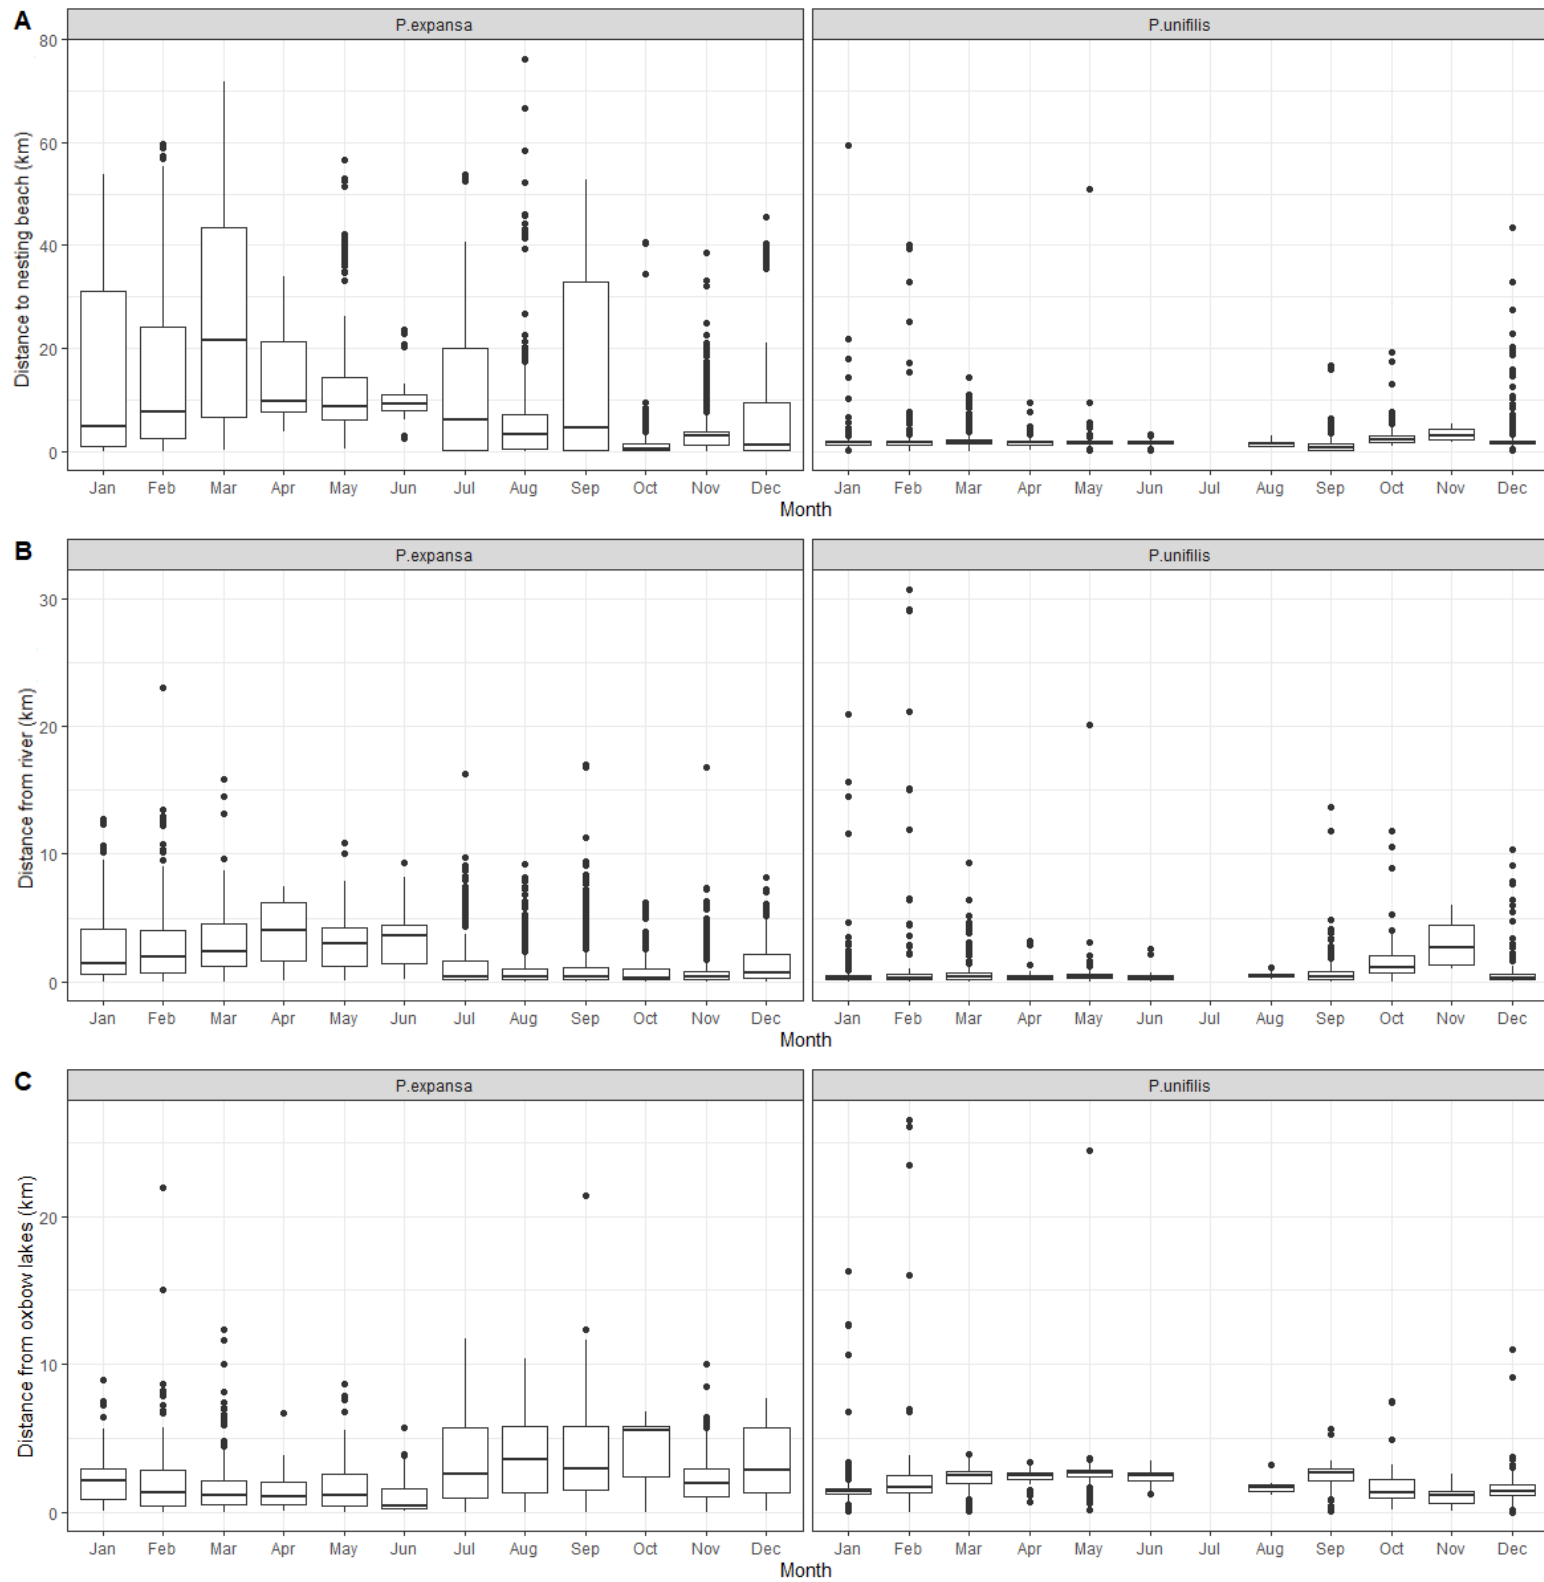 A
P.expansa P.unifilis
80
60
40
20
0
Distance to nesting beach (km)
Jan Feb Mar Apr May Jun Jul Aug Sep Oct Nov Dec Jan Feb Mar Apr May Jun Jul Aug Sep Oct Nov Dec
Month
B
P.expansa P.unifilis
30
20
10
0
Distance from river (km)
Jan Feb Mar Apr May Jun Jul Aug Sep Oct Nov Dec Jan Feb Mar Apr May Jun Jul Aug Sep Oct Nov Dec
Month
C
P.expansa P.unifilis
20
10
0
Distance from oxbow lakes (km)
Jan Feb Mar Apr May Jun Jul Aug Sep Oct Nov Dec Jan Feb Mar Apr May Jun Jul Aug Sep Oct Nov Dec
Month